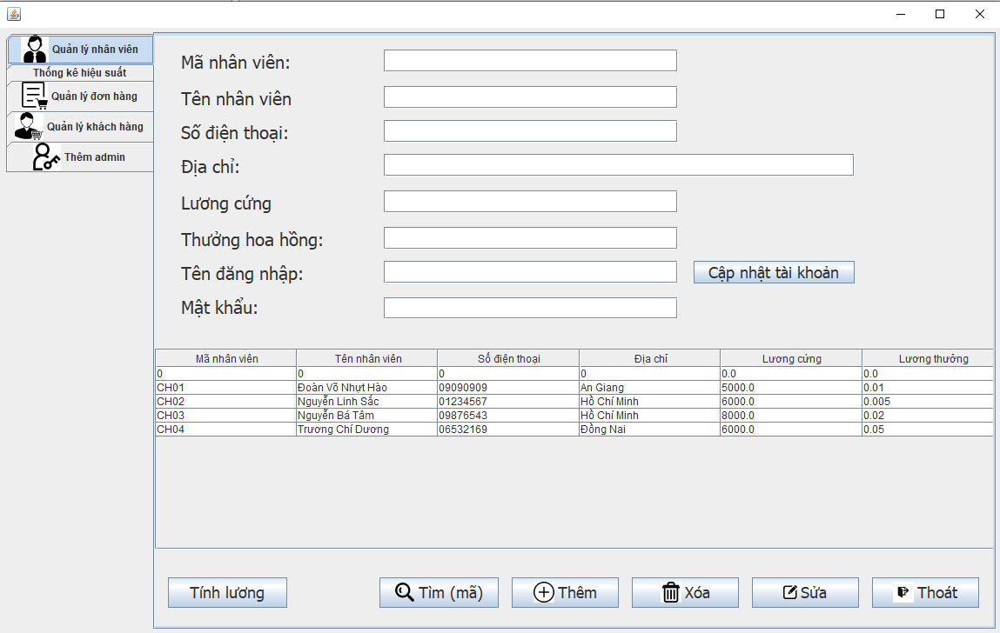 Quản lý nhân viên
Thống kê hiệu suất
Quản lý đơn hàng
Quản lý khách hàng
Thêm admin
Mã nhân viên:
Tên nhân viên
Số điện thoại:
Địa chỉ:
Lương cứng
Thưởng hoa hồng:
Tên đăng nhập:
Cập nhật tài khoản
Mật khẩu:
Mã nhân viên Tên nhân viên Số điện thoại Địa chỉ Lương cứng Lương thưởng
0 0 0 0 0.0 0.0
CH01 Đoàn Võ Nhựt Hào 09090909 An Giang 5000.0 0.01
CH02 Nguyễn Linh Sắc 01234567 Hồ Chí Minh 6000.0 0.005
CH03 Nguyễn Bá Tâm 09876543 Hồ Chí Minh 8000.0 0.02
CH04 Trương Chí Dương 06532169 Đồng Nai 6000.0 0.05
Tính lương Tìm (mã) Thêm Xóa Sửa Thoát